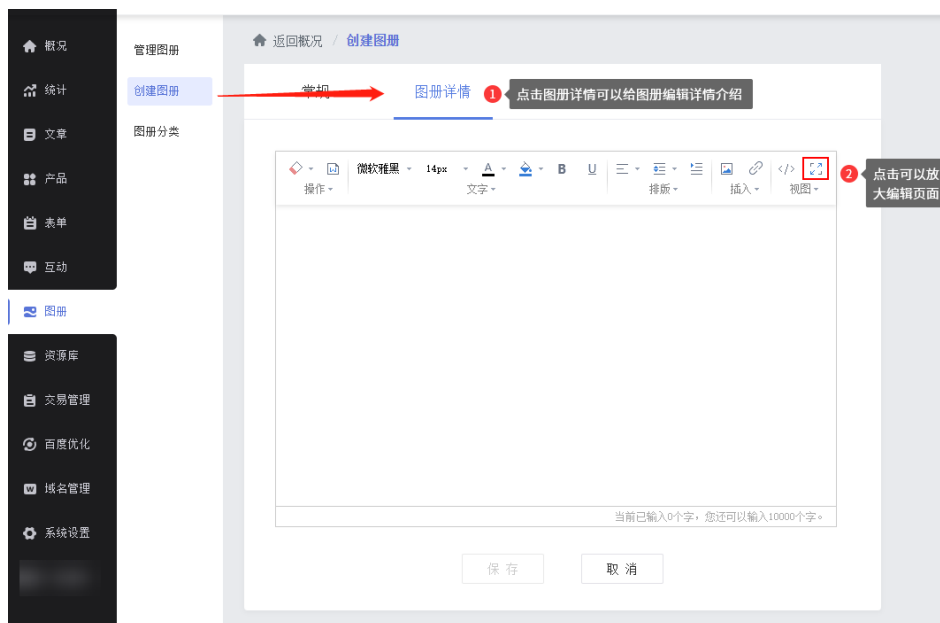 概况
统计
文章
产品
表单
互动
图册
资源库
交易管理
百度优化
域名管理
系统设置
管理图册
创建图册
图册分类
返回概况 / 创建图册
常规
图册详情
1
点击图册详情可以给图册编辑详情介绍
微软雅黑 14px A B U </>
操作 文字 排版 插入 视图
2
点击可以放
大编辑页面
当前已输入0个字，您还可以输入10000个字。
保存 取消